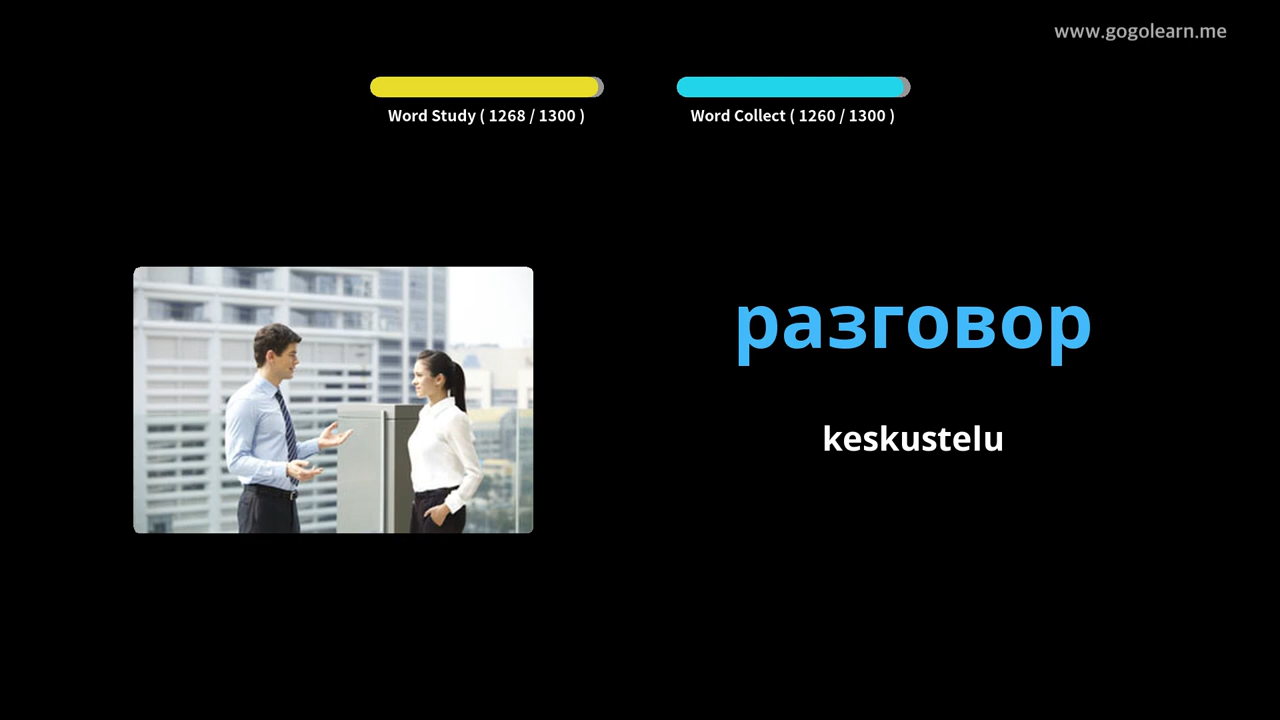 www.gogolearn.me
Word Study ( 1268 / 1300 )
Word Collect ( 1260 / 1300 )
разговор
keskustelu